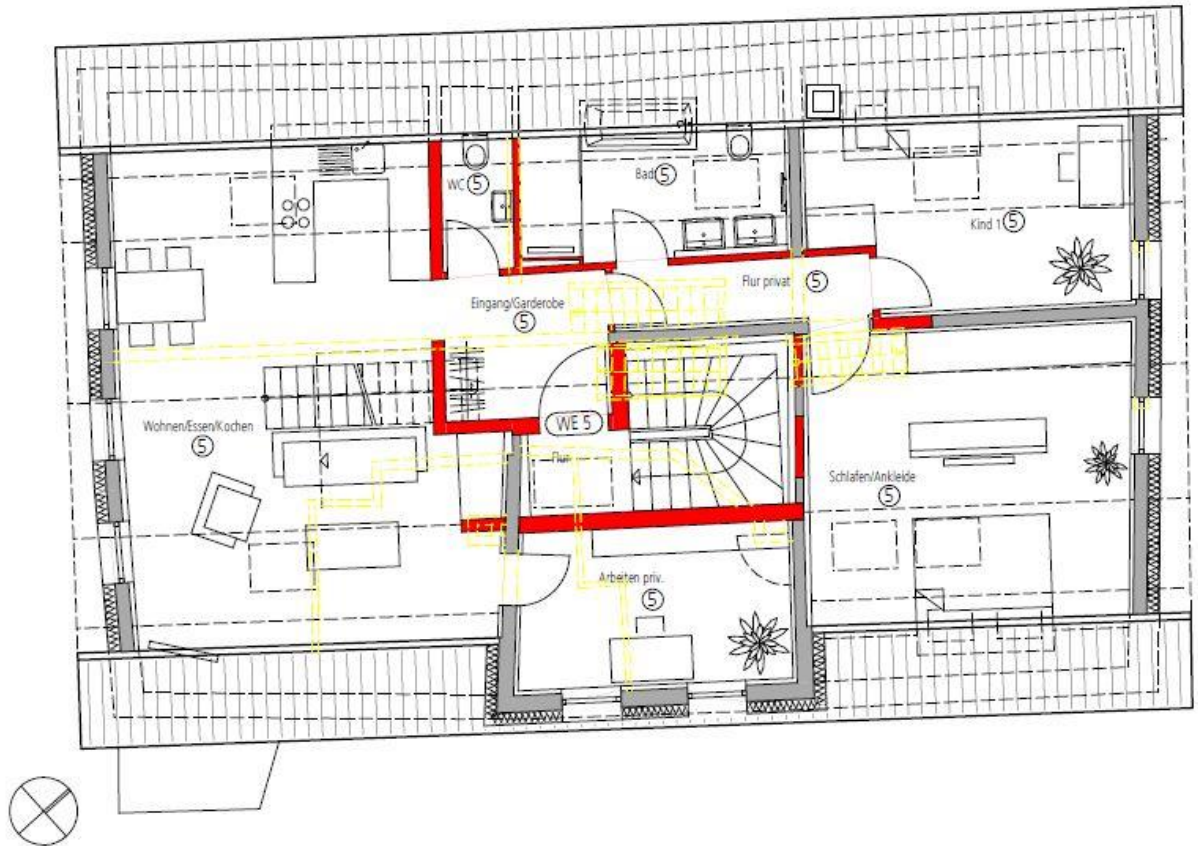 WC ⑤
Bad ⑤
Kind 1 ⑤
Flur privat ⑤
Eingang/Garderobe
⑤
Wohnen/Essen/Kochen
⑤
WE 5
Flur
Schlafen/Ankleide
⑤
Arbeiten priv.
⑤